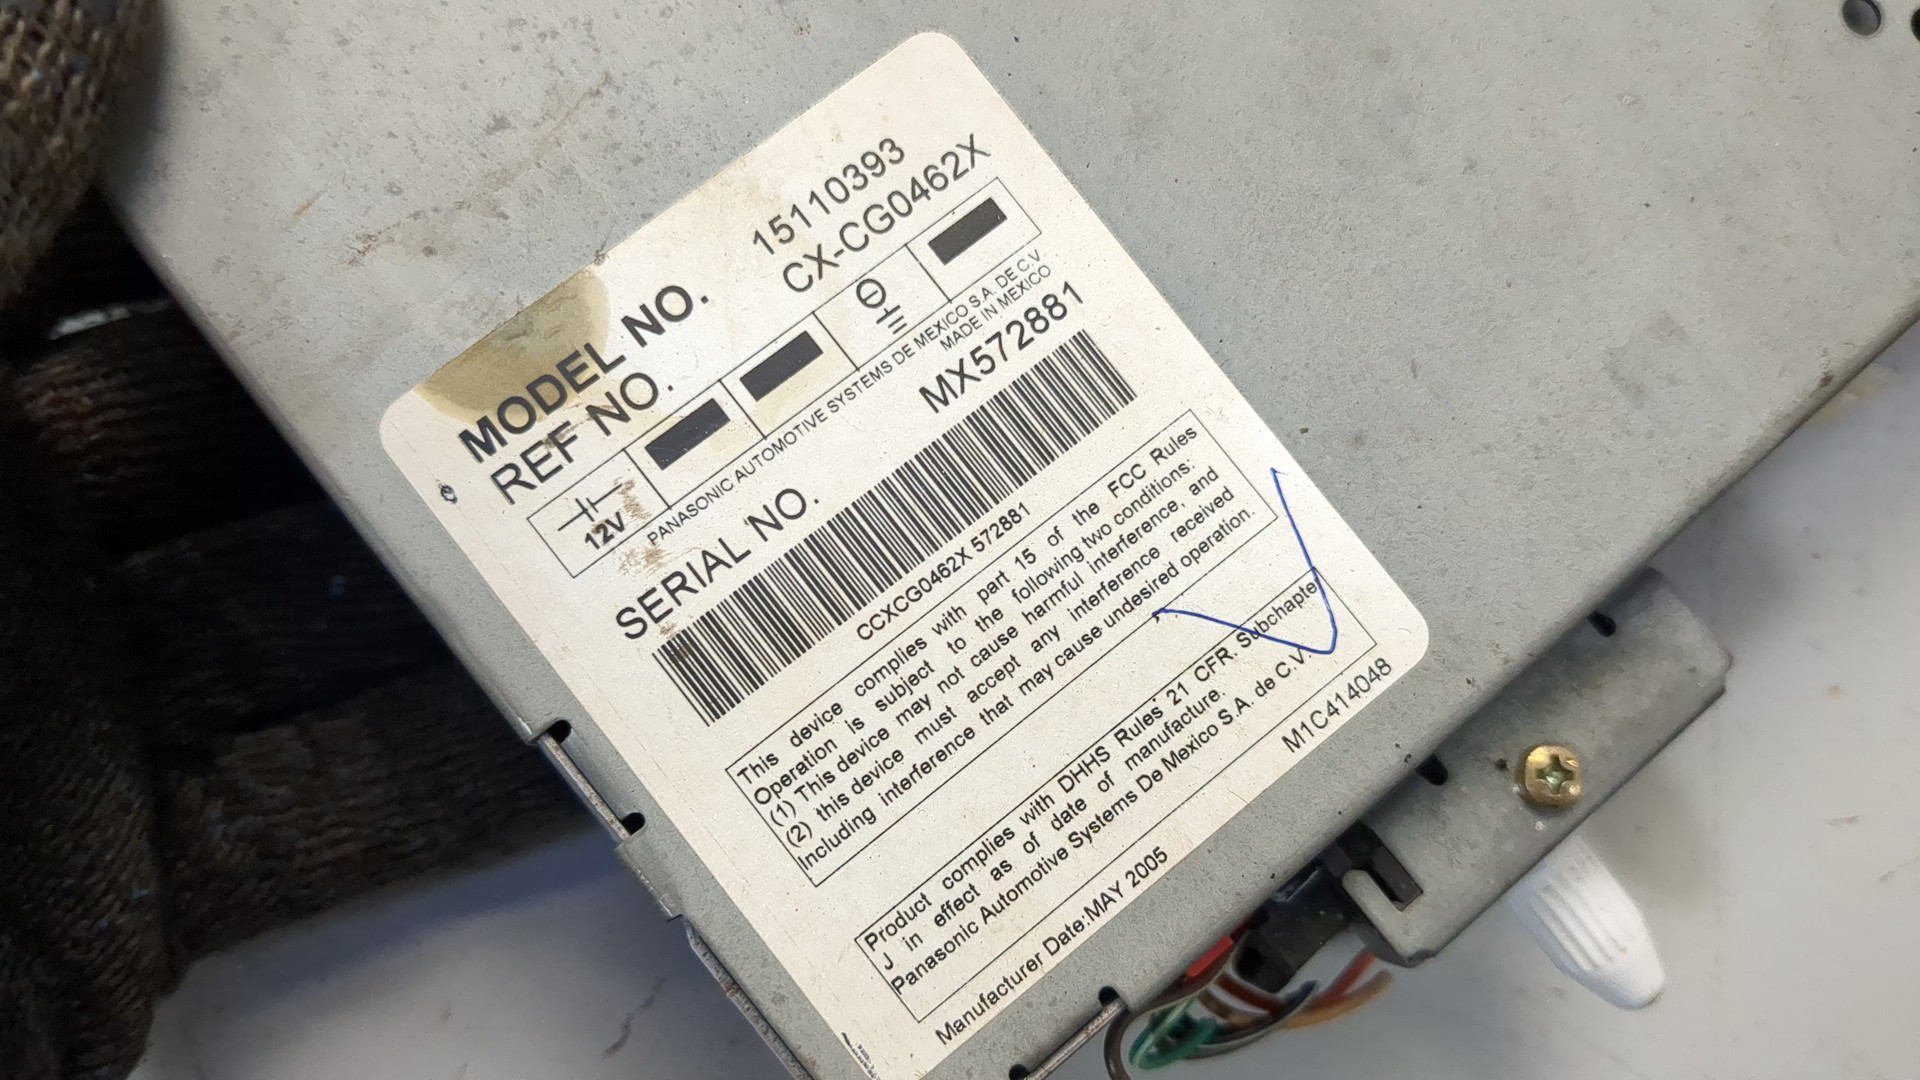 MODEL NO. 15110393
REF NO. CX-CG0462X
12V
PANASONIC AUTOMOTIVE SYSTEMS DE MEXICO S.A. DE C.V
MADE IN MEXICO
SERIAL NO. MX572881
CCXCG0462X 572881
This device complies with part 15 of the FCC Rules
Operation is subject to the following two conditions:
(1) This device may not cause harmful interference, and
(2) this device must accept any interference received
Including interference that may cause undesired operation.
Product complies with DHHS Rules 21 CFR. Subchapter
J in effect as of date of manufacture.
Panasonic Automotive Systems De Mexico S.A. de C.V.
Manufacturer Date:MAY 2005
M1C414048